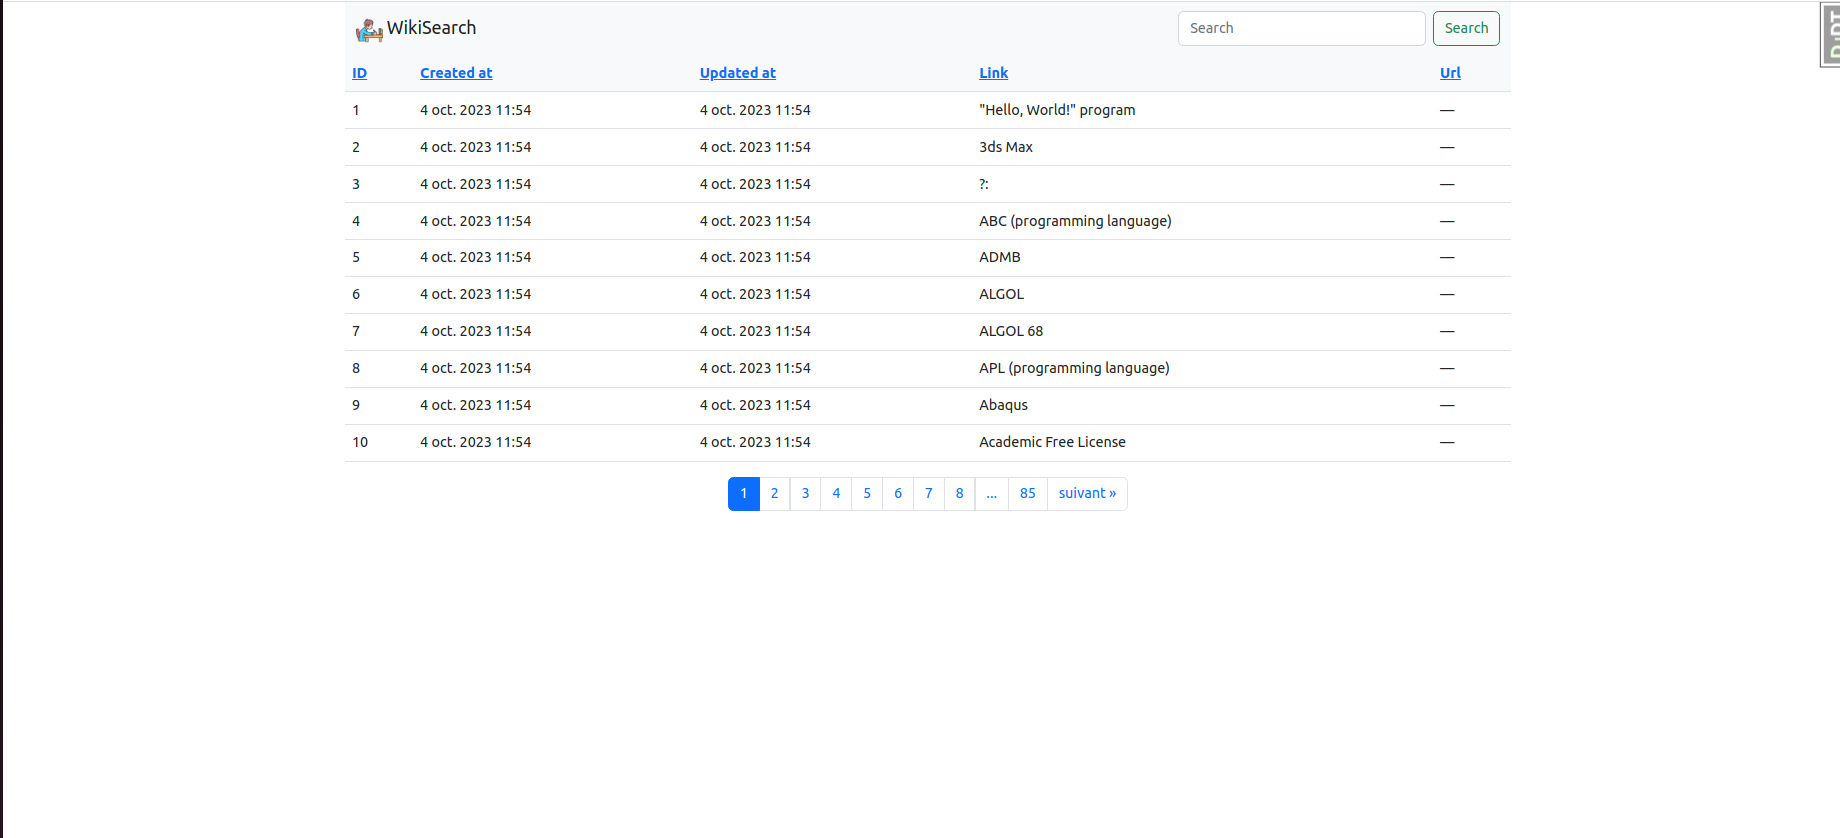 WikiSearch Search Search
ID Created at Updated at Link Url
1 4 oct. 2023 11:54 4 oct. 2023 11:54 "Hello, World!" program —
2 4 oct. 2023 11:54 4 oct. 2023 11:54 3ds Max —
3 4 oct. 2023 11:54 4 oct. 2023 11:54 ?: —
4 4 oct. 2023 11:54 4 oct. 2023 11:54 ABC (programming language) —
5 4 oct. 2023 11:54 4 oct. 2023 11:54 ADMB —
6 4 oct. 2023 11:54 4 oct. 2023 11:54 ALGOL —
7 4 oct. 2023 11:54 4 oct. 2023 11:54 ALGOL 68 —
8 4 oct. 2023 11:54 4 oct. 2023 11:54 APL (programming language) —
9 4 oct. 2023 11:54 4 oct. 2023 11:54 Abaqus —
10 4 oct. 2023 11:54 4 oct. 2023 11:54 Academic Free License —
1 2 3 4 5 6 7 8 ... 85 suivant »
DjDT